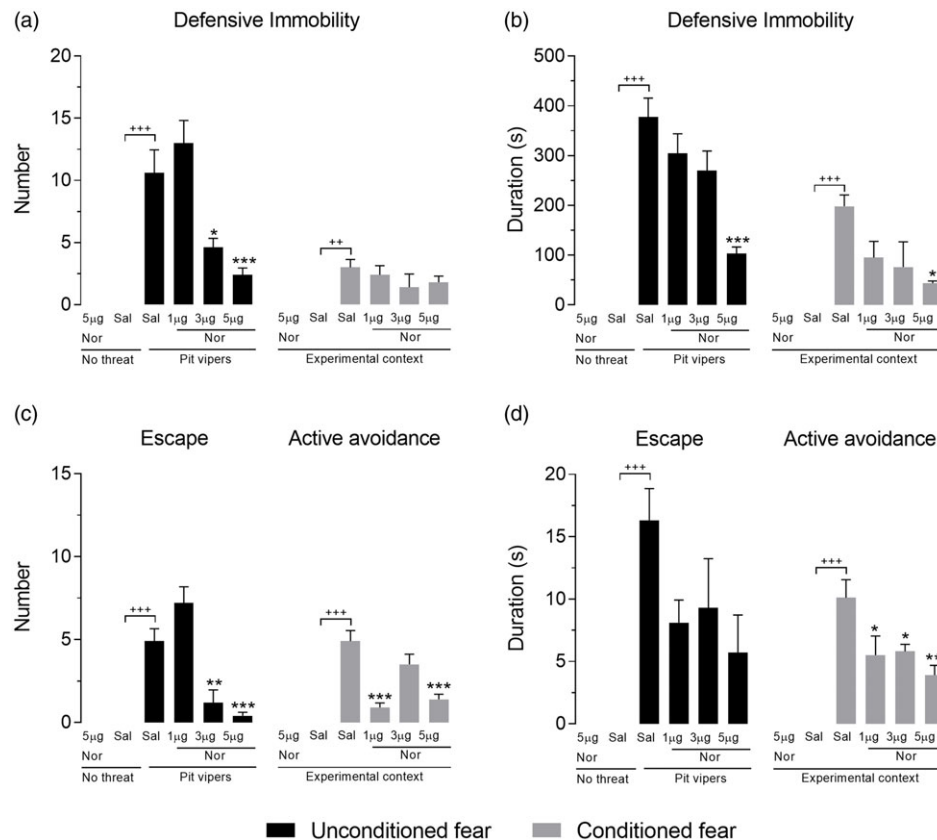 (a)
Defensive Immobility
20
15
10
5
0
Number
+++
*
***
++
5µg Sal Sal 1µg 3µg 5µg 5µg Sal Sal 1µg 3µg 5µg
Nor Nor Nor Nor
No threat Pit vipers Experimental context
(b)
Defensive Immobility
500
400
300
200
100
0
Duration (s)
+++
***
+++
*
5µg Sal Sal 1µg 3µg 5µg 5µg Sal Sal 1µg 3µg 5µg
Nor Nor Nor Nor
No threat Pit vipers Experimental context
(c)
Escape Active avoidance
15
10
5
0
Number
+++
**
***
+++
***
***
5µg Sal Sal 1µg 3µg 5µg 5µg Sal Sal 1µg 3µg 5µg
Nor Nor Nor Nor
No threat Pit vipers Experimental context
(d)
Escape Active avoidance
20
15
10
5
0
Duration (s)
+++
+++
*
*
**
5µg Sal Sal 1µg 3µg 5µg 5µg Sal Sal 1µg 3µg 5µg
Nor Nor Nor Nor
No threat Pit vipers Experimental context
Unconditioned fear Conditioned fear